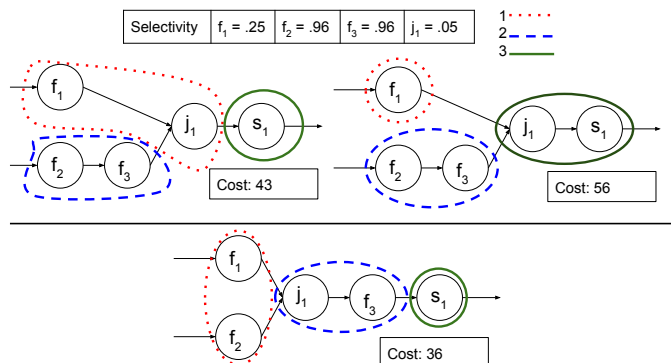 Selectivity f1 = .25 f2 = .96 f3 = .96 j1 = .05
1
2
3
f1
j1
s1
f2
f3
Cost: 43
f1
j1
s1
f2
f3
Cost: 56
f1
j1
f3
s1
f2
Cost: 36